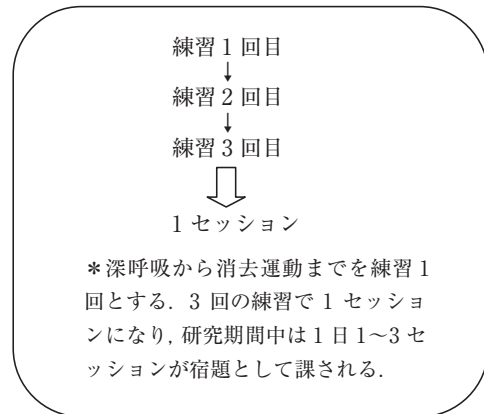 練習 1 回目
練習 2 回目
練習 3 回目
1 セッション
＊深呼吸から消去運動までを練習 1
回とする．3 回の練習で 1 セッショ
ンになり, 研究期間中は 1 日 1〜3 セ
ッションが宿題として課される．